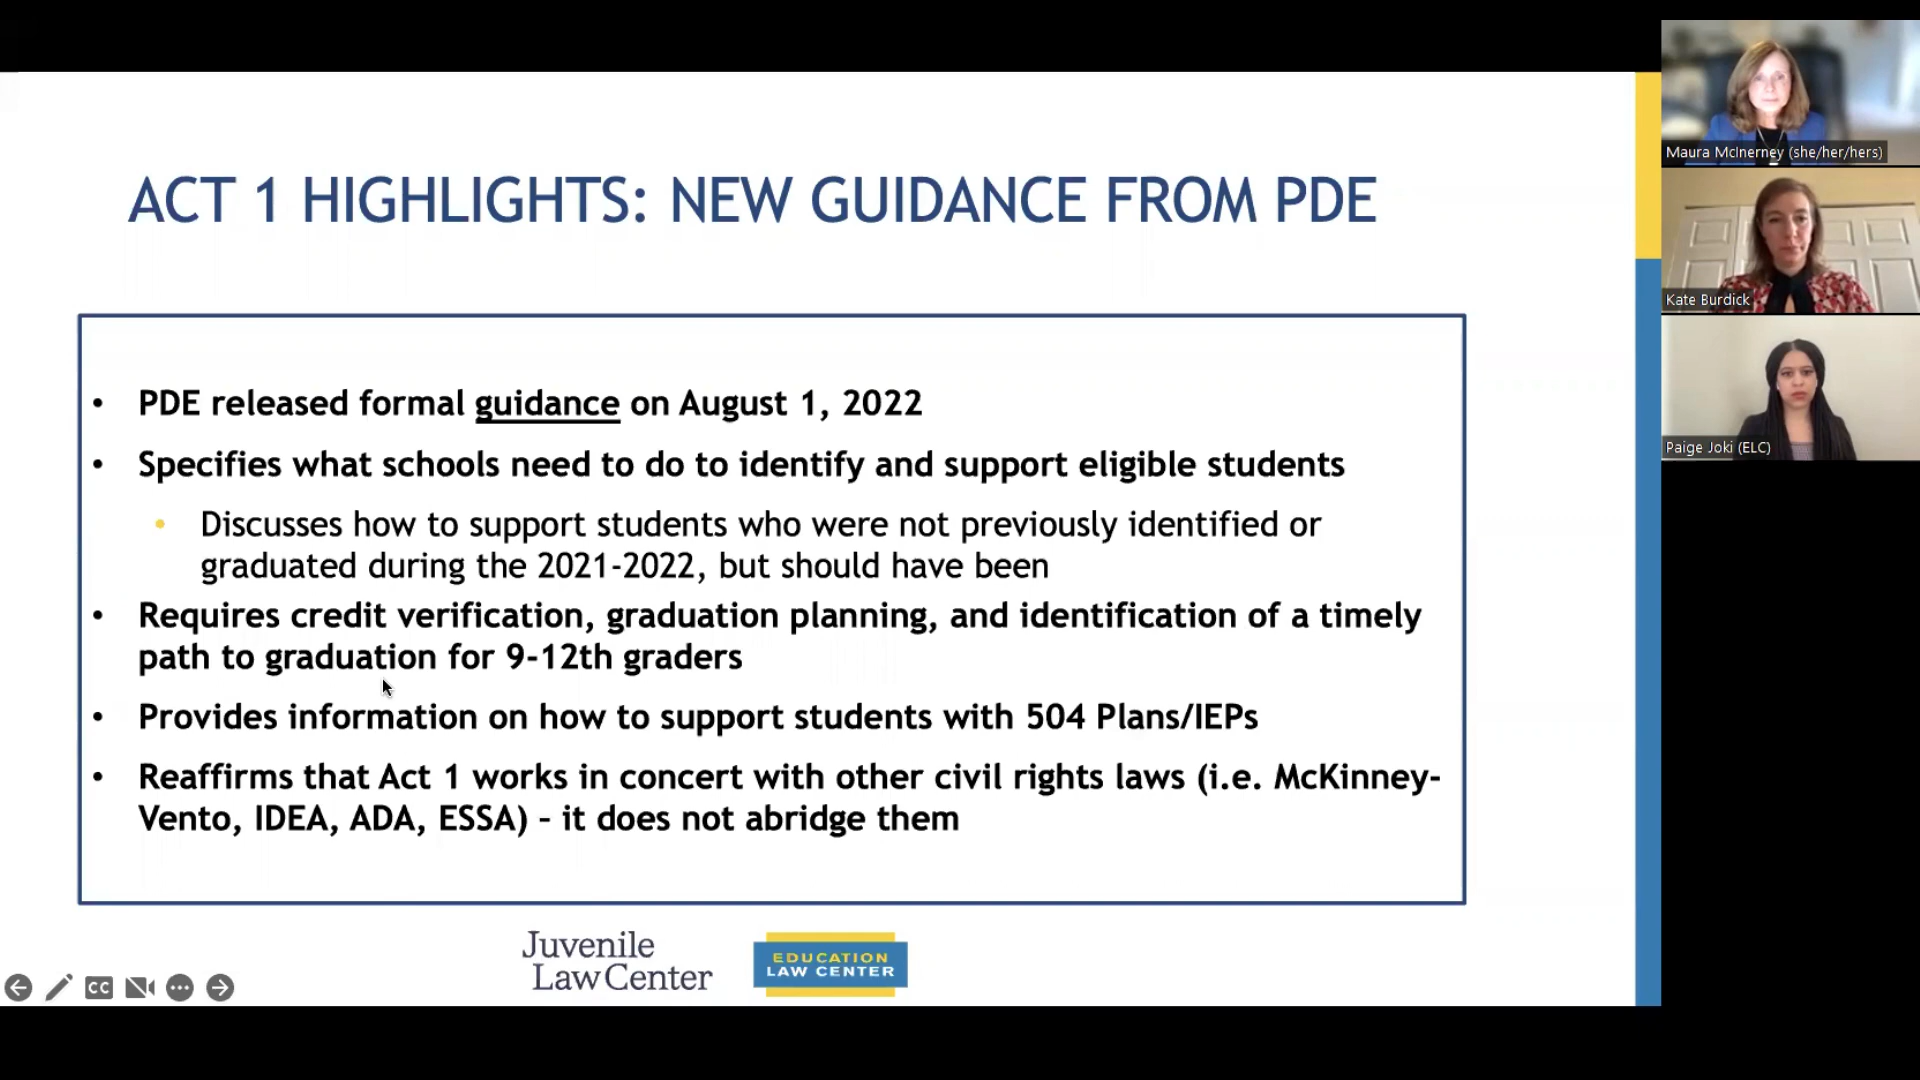 ACT 1 HIGHLIGHTS: NEW GUIDANCE FROM PDE
• PDE released formal guidance on August 1, 2022
• Specifies what schools need to do to identify and support eligible students
• Discusses how to support students who were not previously identified or
graduated during the 2021-2022, but should have been
• Requires credit verification, graduation planning, and identification of a timely
path to graduation for 9-12th graders
• Provides information on how to support students with 504 Plans/IEPs
• Reaffirms that Act 1 works in concert with other civil rights laws (i.e. McKinney-
Vento, IDEA, ADA, ESSA) – it does not abridge them
Juvenile
Law Center
EDUCATION
LAW CENTER
CC
Maura McInerney (she/her/hers)
Kate Burdick
Paige Joki (ELC)